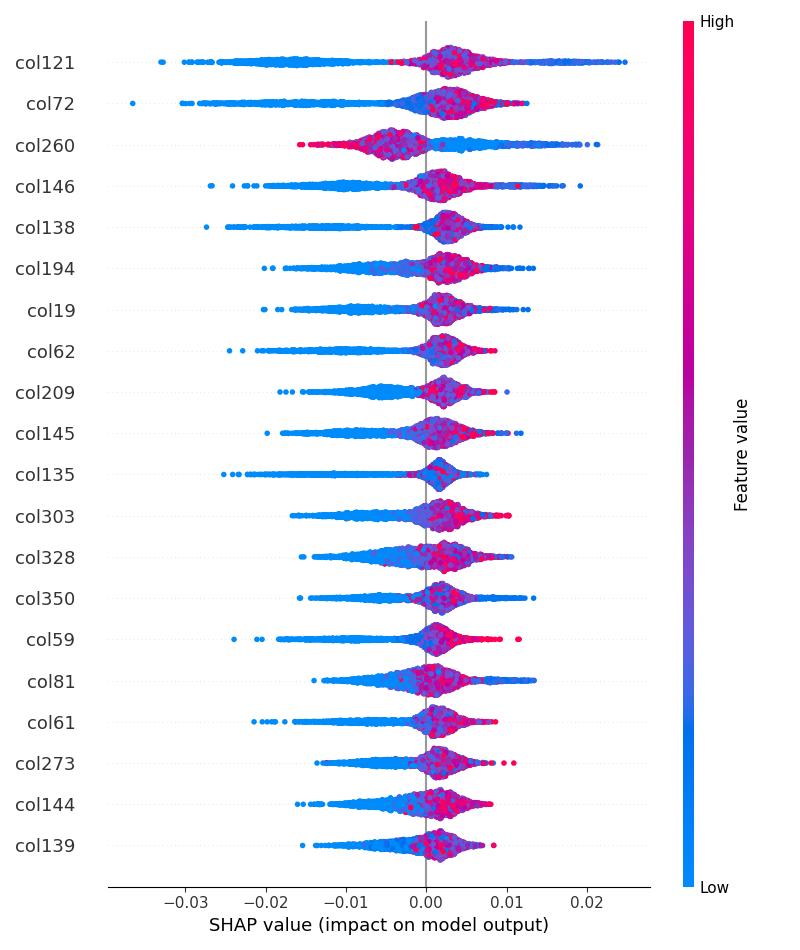 High
col121
col72
col260
col146
col138
col194
col19
col62
col209
col145
col135
col303
col328
col350
col59
col81
col61
col273
col144
col139
Feature value
Low
−0.03 −0.02 −0.01 0.00 0.01 0.02
SHAP value (impact on model output)